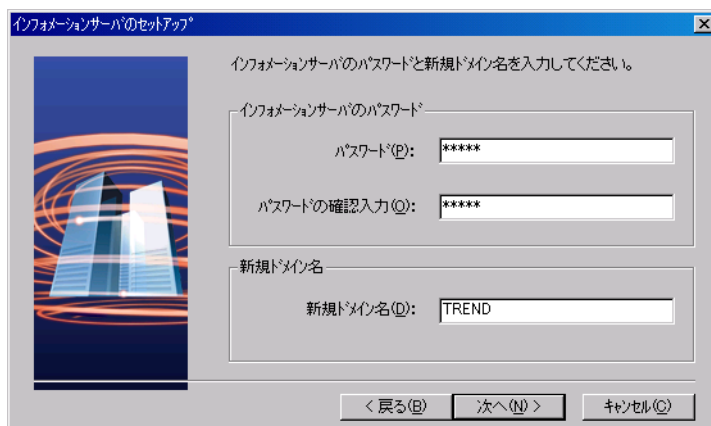 ｲﾝﾌｫﾒｰｼｮﾝｻｰﾊﾞのｾｯﾄｱｯﾌﾟ
ｲﾝﾌｫﾒｰｼｮﾝｻｰﾊﾞのﾊﾟｽﾜｰﾄﾞと新規ﾄﾞﾒｲﾝ名を入力してください。
ｲﾝﾌｫﾒｰｼｮﾝｻｰﾊﾞのﾊﾟｽﾜｰﾄﾞ
ﾊﾟｽﾜｰﾄﾞ(P): *****
ﾊﾟｽﾜｰﾄﾞの確認入力(O): *****
新規ﾄﾞﾒｲﾝ名
新規ﾄﾞﾒｲﾝ名(D): TREND
< 戻る(B) 次へ(N) > ｷｬﾝｾﾙ(C)